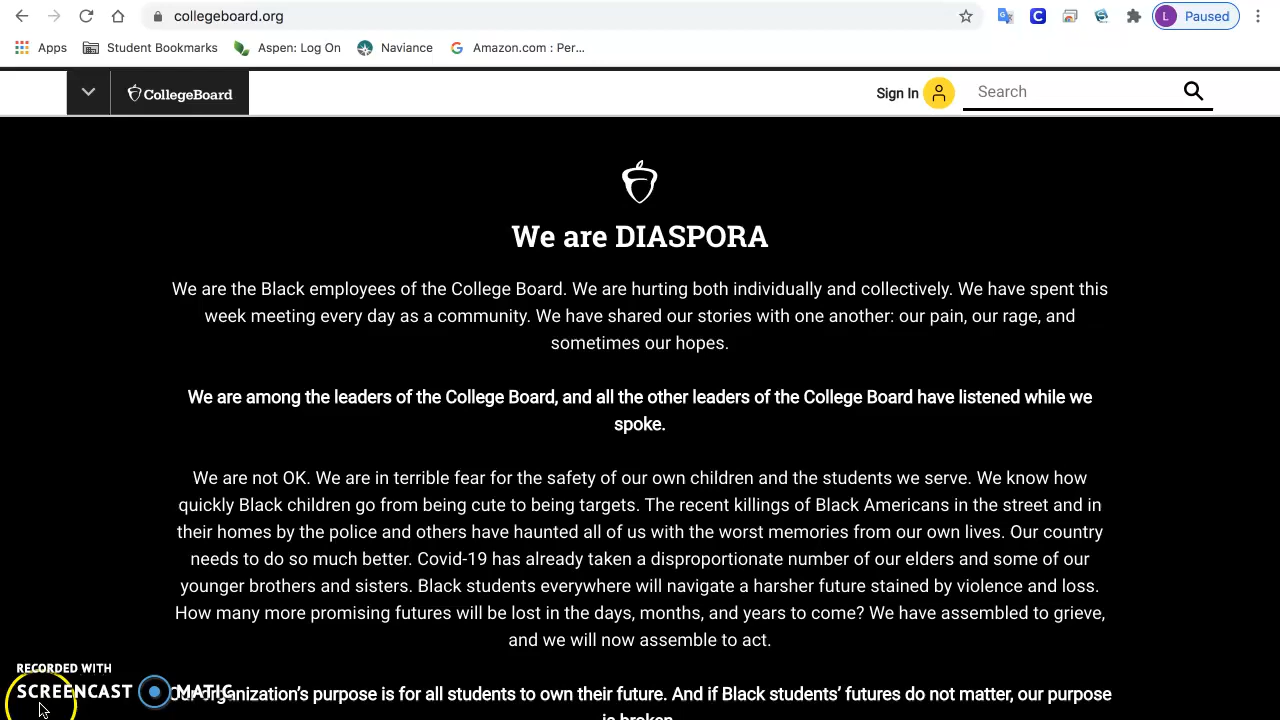 collegeboard.org
L Paused
Apps Student Bookmarks Aspen: Log On Naviance Amazon.com : Per...
CollegeBoard
Sign In
Search
We are DIASPORA
We are the Black employees of the College Board. We are hurting both individually and collectively. We have spent this
week meeting every day as a community. We have shared our stories with one another: our pain, our rage, and
sometimes our hopes.
We are among the leaders of the College Board, and all the other leaders of the College Board have listened while we
spoke.
We are not OK. We are in terrible fear for the safety of our own children and the students we serve. We know how
quickly Black children go from being cute to being targets. The recent killings of Black Americans in the street and in
their homes by the police and others have haunted all of us with the worst memories from our own lives. Our country
needs to do so much better. Covid-19 has already taken a disproportionate number of our elders and some of our
younger brothers and sisters. Black students everywhere will navigate a harsher future stained by violence and loss.
How many more promising futures will be lost in the days, months, and years to come? We have assembled to grieve,
and we will now assemble to act.
RECORDED WITH
SCREENCAST MATIC
Our organization's purpose is for all students to own their future. And if Black students' futures do not matter, our purpose
is broken.